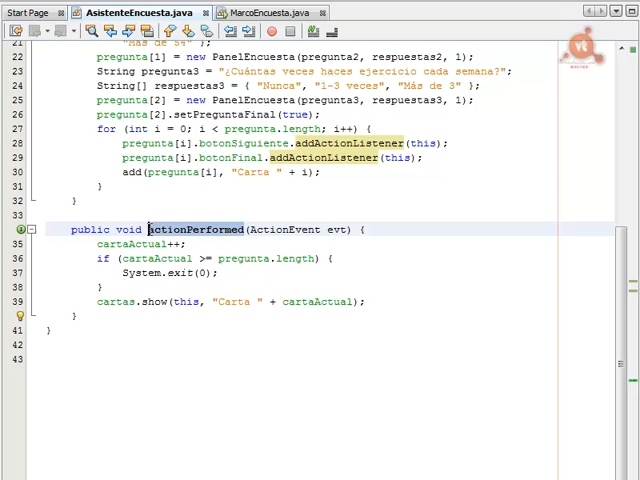 Start Page AsistenteEncuesta.java MarcoEncuesta.java
21 "Más de 54" };
22 pregunta[1] = new PanelEncuesta(pregunta2, respuestas2, 1);
23 String pregunta3 = "¿Cuántas veces haces ejercicio cada semana?";
24 String[] respuestas3 = { "Nunca", "1-3 veces", "Más de 3" };
25 pregunta[2] = new PanelEncuesta(pregunta3, respuestas3, 1);
26 pregunta[2].setPreguntaFinal(true);
27 for (int i = 0; i < pregunta.length; i++) {
28 pregunta[i].botonSiguiente.addActionListener(this);
29 pregunta[i].botonFinal.addActionListener(this);
30 add(pregunta[i], "Carta " + i);
31 }
32 }
33
public void actionPerformed(ActionEvent evt) {
35 cartaActual++;
36 if (cartaActual >= pregunta.length) {
37 System.exit(0);
38 }
39 cartas.show(this, "Carta " + cartaActual);
}
41 }
42
43
vt